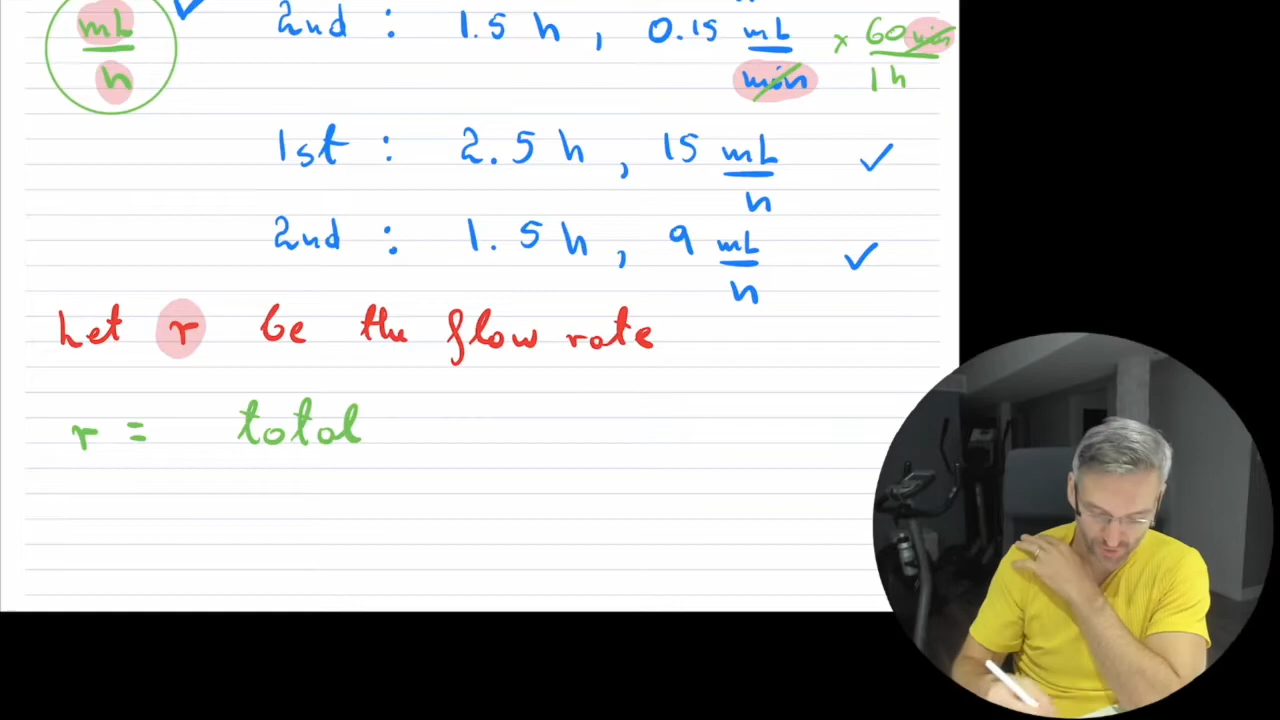 mL
h
2nd : 1.5 h , 0.15 mL/min × 60 min/1 h
1st : 2.5 h , 15 mL/h ✓
2nd : 1.5 h , 9 mL/h ✓
Let r be the flow rate
r = total